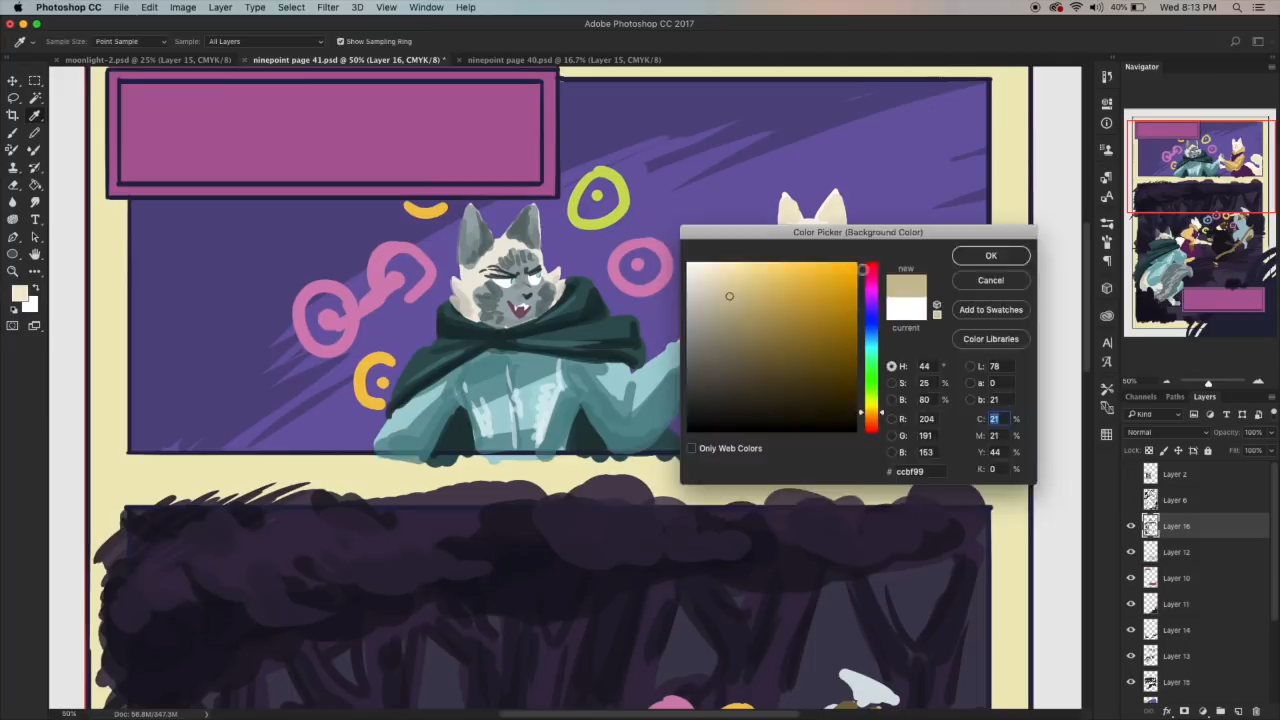 Photoshop CC File Edit Image Layer Type Select Filter 3D View Window Help 40% Wed 8:13 PM
Adobe Photoshop CC 2017
Sample Size: Point Sample Sample: All Layers Show Sampling Ring
moonlight-2.psd @ 25% (Layer 15, CMYK/8) ninepoint page 41.psd @ 50% (Layer 16, CMYK/8) * ninepoint page 40.psd @ 16.7% (Layer 15, CMYK/8)
Navigator
Color Picker (Background Color)
new
current
OK
Cancel
Add to Swatches
Color Libraries
H: 44 ° L: 78
S: 25 % a: 0
B: 80 % b: 21
R: 204 C: 21 %
G: 191 M: 21 %
B: 153 Y: 44 %
K: 0 %
# ccbf99
Only Web Colors
50%
Channels Paths Layers
Kind
Normal Opacity: 100%
Lock: Fill: 100%
Layer 2
Layer 6
Layer 16
Layer 12
Layer 10
Layer 11
Layer 14
Layer 13
Layer 15
50% Doc: 56.8M/347.3M